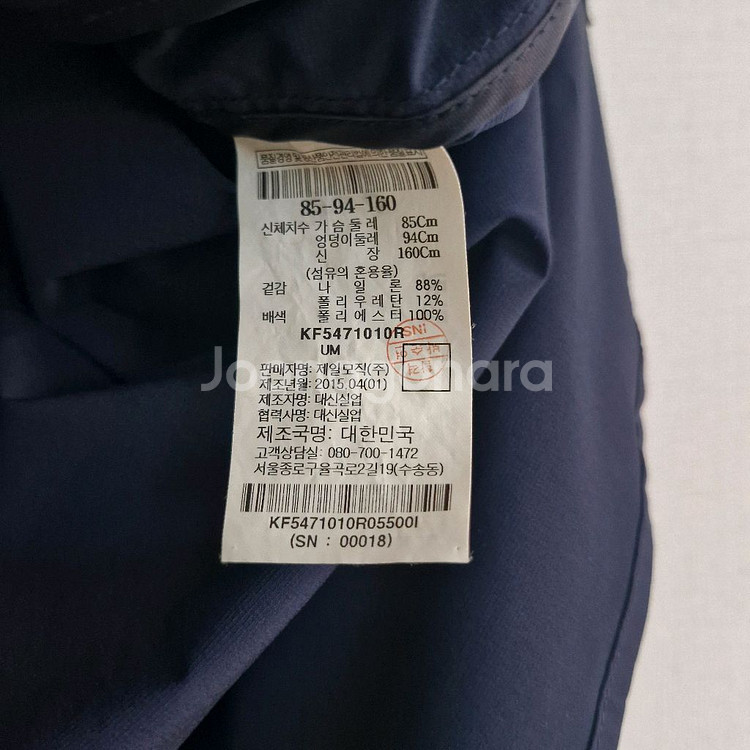 85-94-160
신체치수 가 슴 둘 레 85Cm
엉덩이둘레 94Cm
신 장 160Cm
(섬유의 혼용율)
겉감 나 일 론 88%
폴 리 우 레 탄 12%
배색 폴 리 에 스 터 100%
KF5471010R
UM
INS
판매자명: 제일모직(주)
제조년월: 2015.04(01)
제조자명: 대신실업
협력사명: 대신실업
제조국명: 대한민국
고객상담실: 080-700-1472
서울종로구율곡로2길19(수송동)
KF5471010R05500I
(SN : 00018)